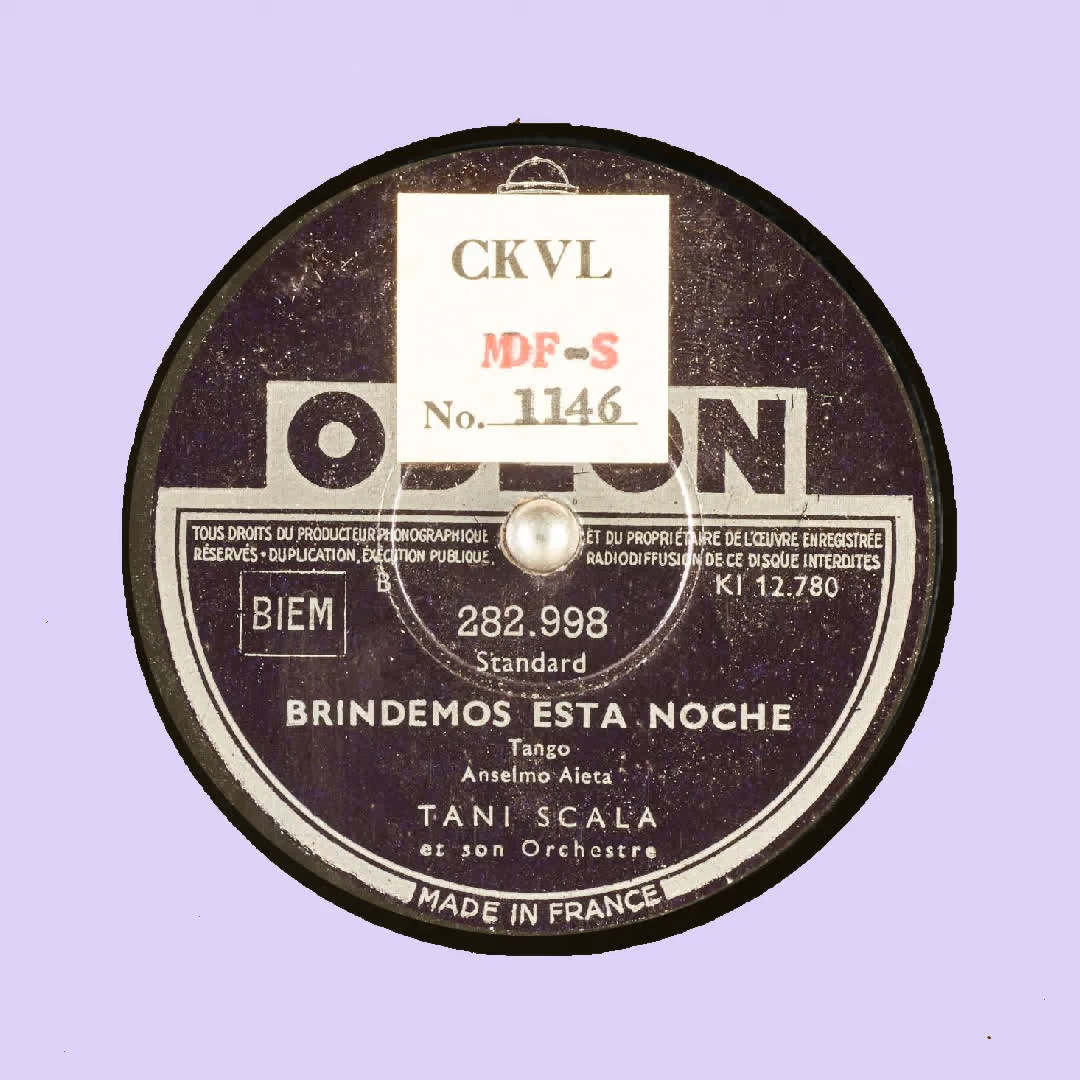 CKVL
MDF-S
No. 1146
ODEON
TOUS DROITS DU PRODUCTEUR PHONOGRAPHIQUE ET DU PROPRIÉTAIRE DE L'ŒUVRE ENREGISTRÉE
RÉSERVÉS • DUPLICATION, EXÉCUTION PUBLIQUE, RADIODIFFUSION DE CE DISQUE INTERDITES
B
KI 12.780
BIEM
282.998
Standard
BRINDEMOS ESTA NOCHE
Tango
Anselmo Aieta
TANI SCALA
et son Orchestre
MADE IN FRANCE